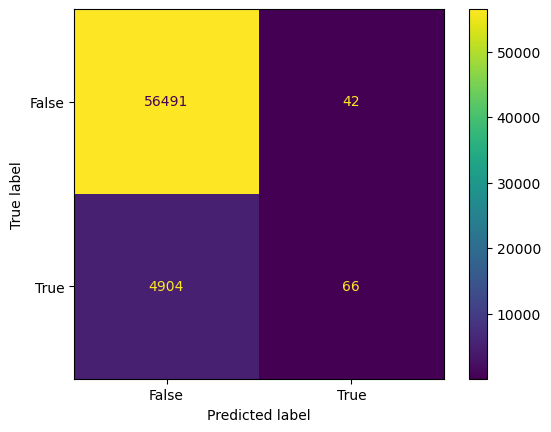 50000
False
56491
42
40000
True label
30000
20000
True
4904
66
10000
False
True
Predicted label